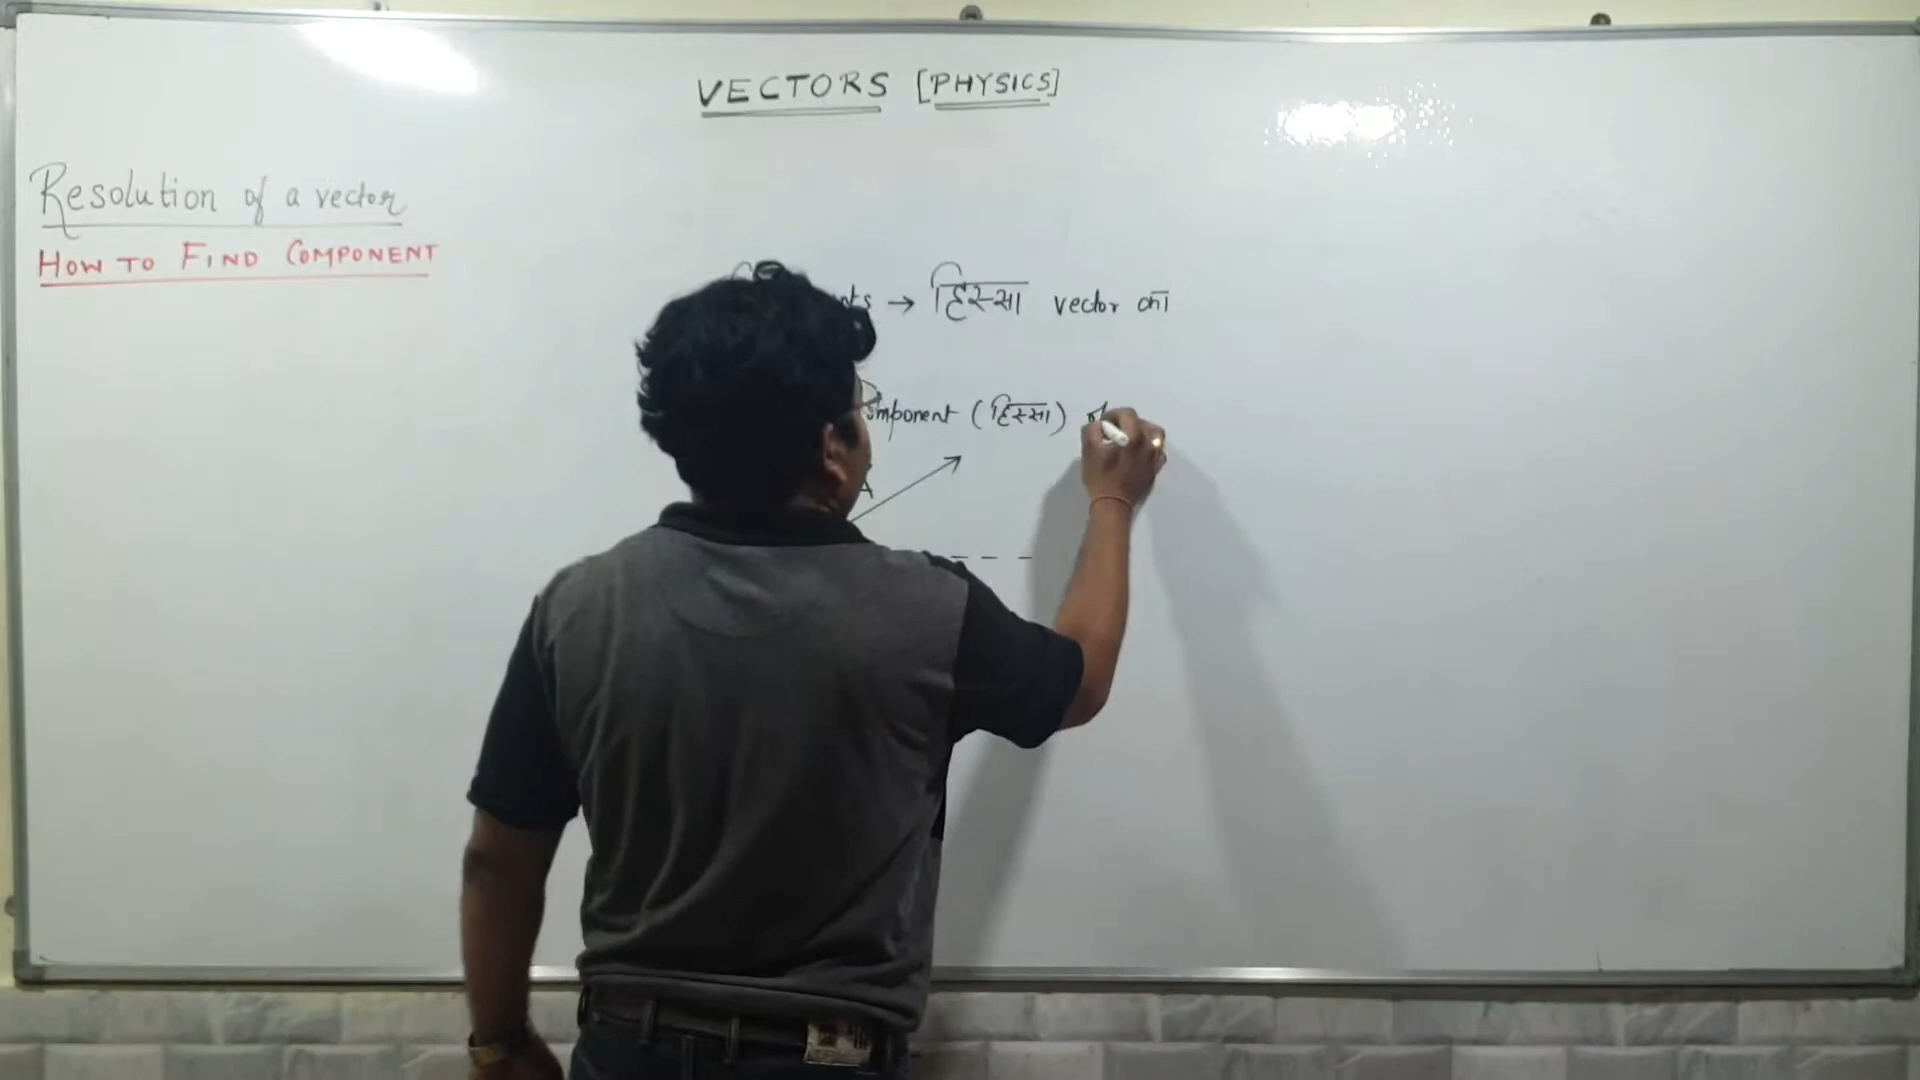 VECTORS [PHYSICS]
Resolution of a vector
HOW TO FIND COMPONENT
→ हिस्सा vector का
(हिस्सा)
A